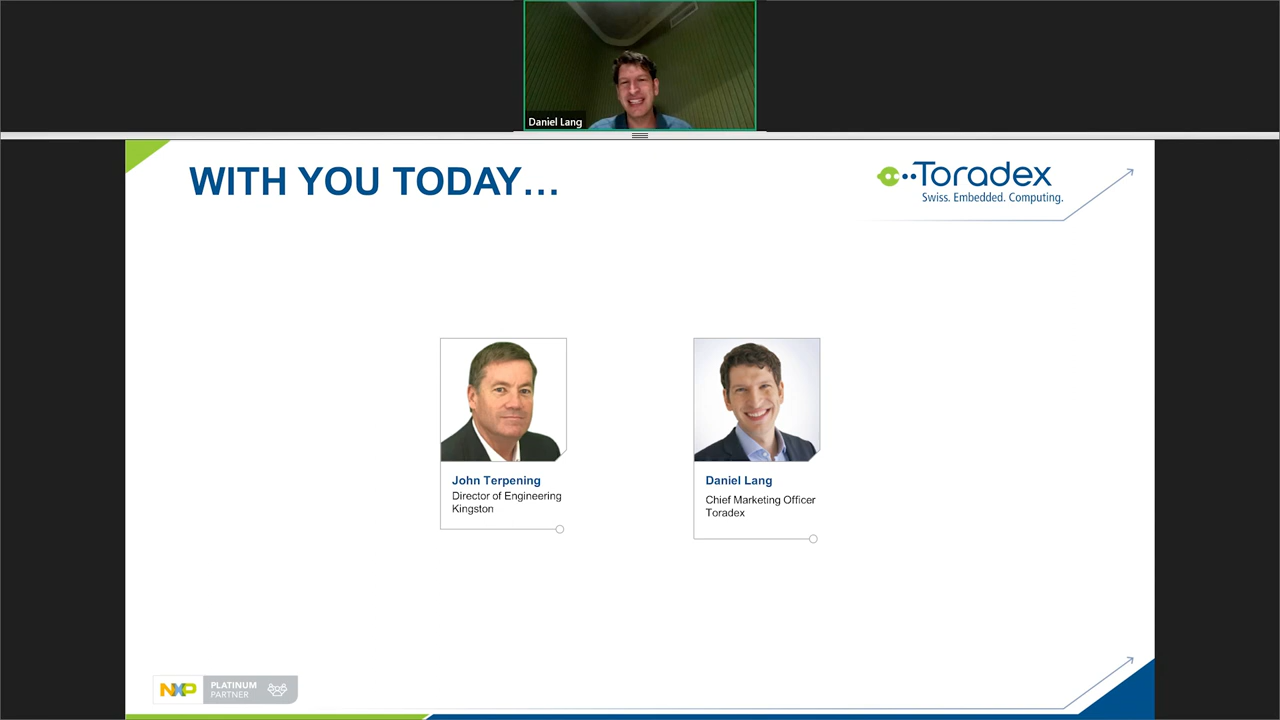 Daniel Lang
WITH YOU TODAY…
Toradex
Swiss. Embedded. Computing.
John Terpening
Director of Engineering
Kingston
Daniel Lang
Chief Marketing Officer
Toradex
NXP
PLATINUM
PARTNER